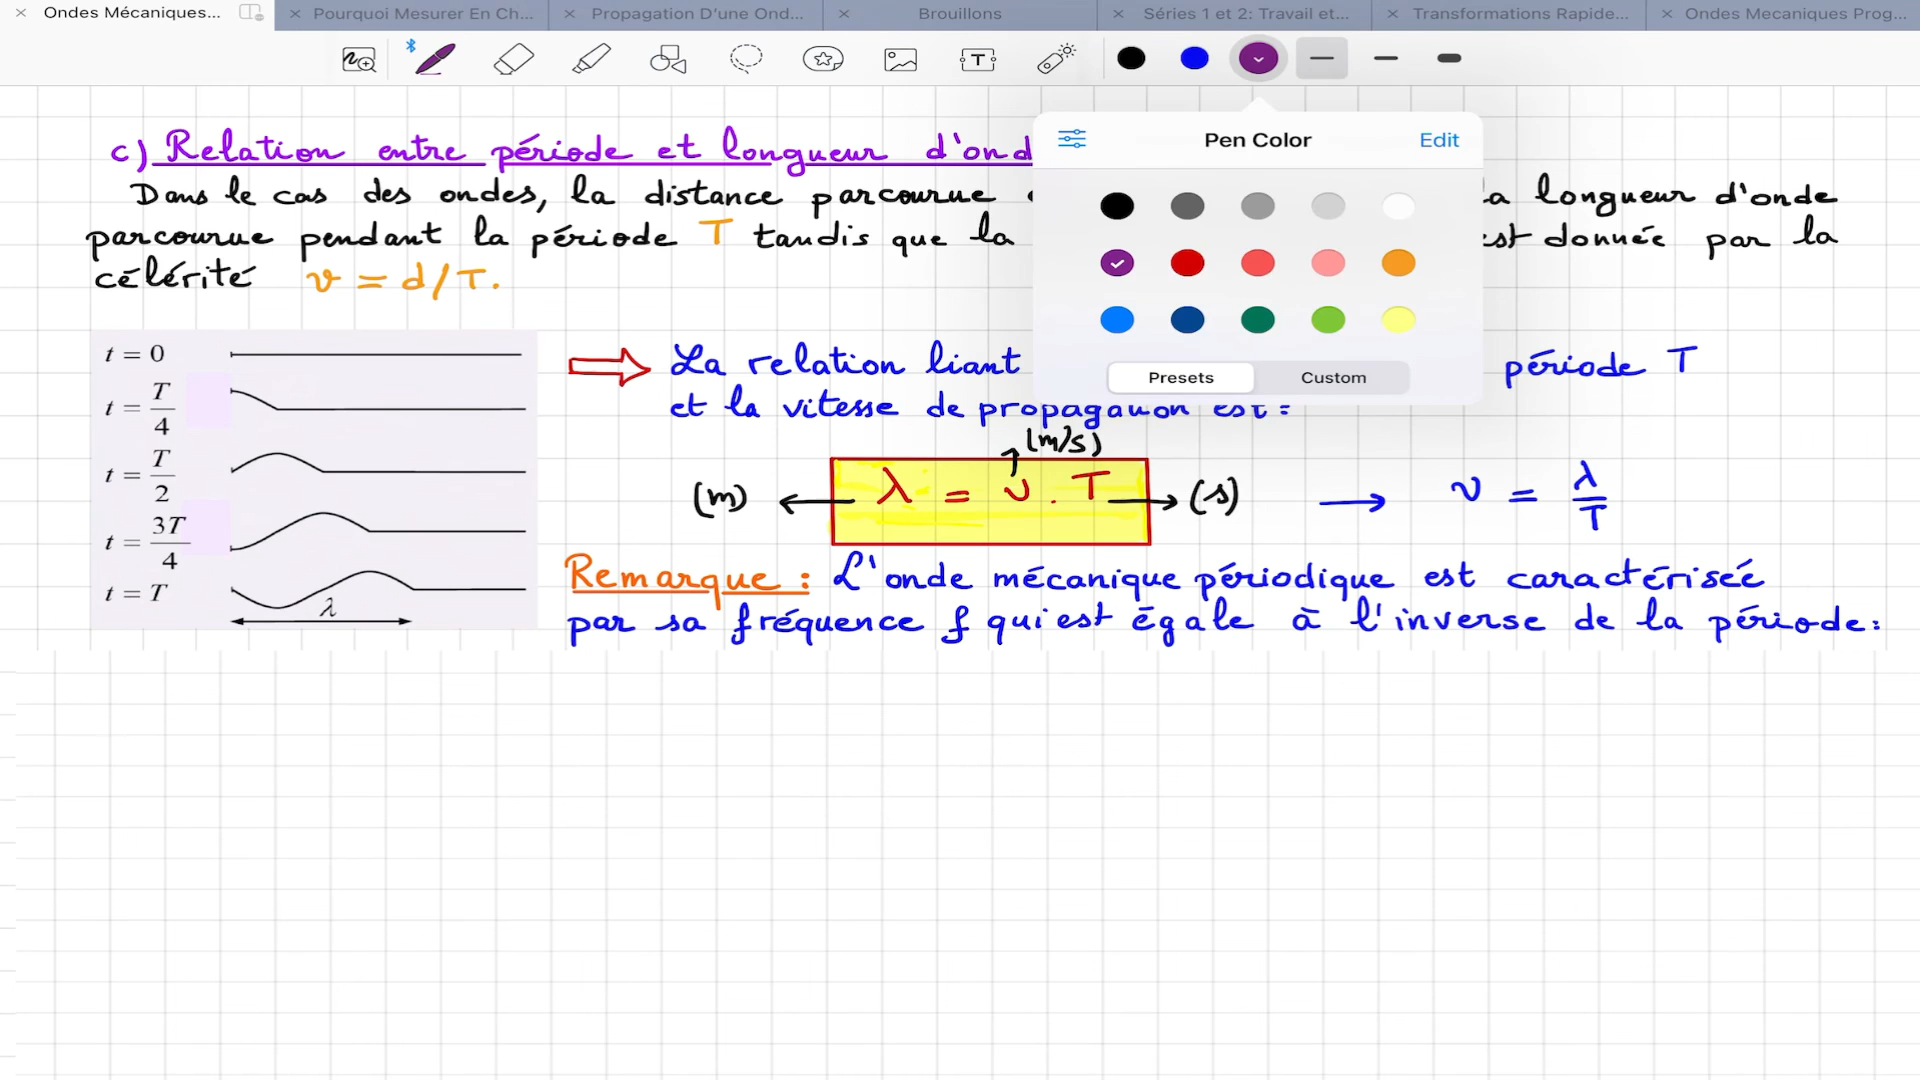 Ondes Mécaniques... Pourquoi Mesurer En Ch... Propagation D'une Ond... Brouillons Séries 1 et 2: Travail et... Transformations Rapide... Ondes Mecaniques Prog...
Pen Color Edit
Presets Custom
c) Relation entre période et longueur d'ond
Dans le cas des ondes, la distance parcourue a longueur d'onde
parcourue pendant la période T tandis que la est donnée par la
célérité v = d/T.
t = 0
t = T/4
t = T/2
t = 3T/4
t = T
λ
⇒ La relation liant période T
et la vitesse de propagation est:
(m/s)
(m) ← λ = v . T → (s) → v = λ/T
Remarque : L'onde mécanique périodique est caractérisée
par sa fréquence f qui est égale à l'inverse de la période: